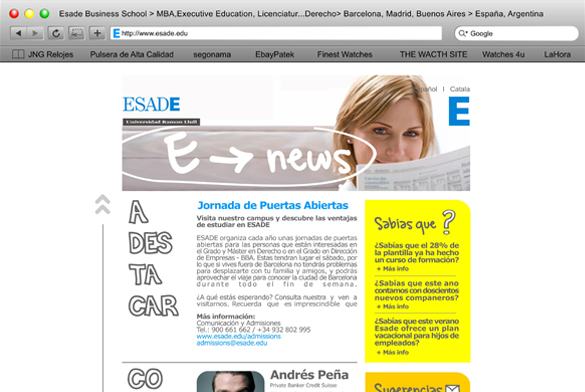 Esade Business School > MBA,Executive Education, Licenciatur...Derecho> Barcelona, Madrid, Buenos Aires > España, Argentina
E http://www.esade.edu
Google
JNG Relojes Pulsera de Alta Calidad segonama EbayPatek Finest Watches THE WACTH SITE Watches 4u LaHora
Español I Catala
ESADE
E
Universidad Ramon Llull
E → news
A
DES
TA
CAR
Jornada de Puertas Abiertas
Visita nuestro campus y descubre las ventajas
de estudiar en ESADE
ESADE organiza cada año unas jornadas de puertas
abiertas para las personas que están interesadas en
el Grado y Máster en Derecho o en el Grado en Dirección
de Empresas - BBA. Estas tendran lugar el sábado, por
lo que si vives fuera de Barcelona no tendrás problemas
para desplazarte con tu familia y amigos, y podrás
aprovechar el viaje para conocer la ciudad de Barcelona
durante todo el fin de semana.
¿A qué estás esperando? Consulta nuestra y ven a
visitarnos. Recuerda que es imprescindible que
Más información:
Comunicación y Admisiones
Tel.: 900 661 662 / +34 932 802 995
www.esade.edu/admissions
admissions@esade.edu
Sabias que ?
¿Sabías que el 28% de
la plantilla ya ha hecho
un curso de formación?
+ Más info
¿Sabías que este ano
contamos con doscientos
nuevos companeros?
+ Más info
¿Sabías que este verano
Esade ofrece un plan
vacacional para hijos de
empleados?
+ Más info
CO
Andrés Peña
Private Banker Credit Suisse
Sugerencias